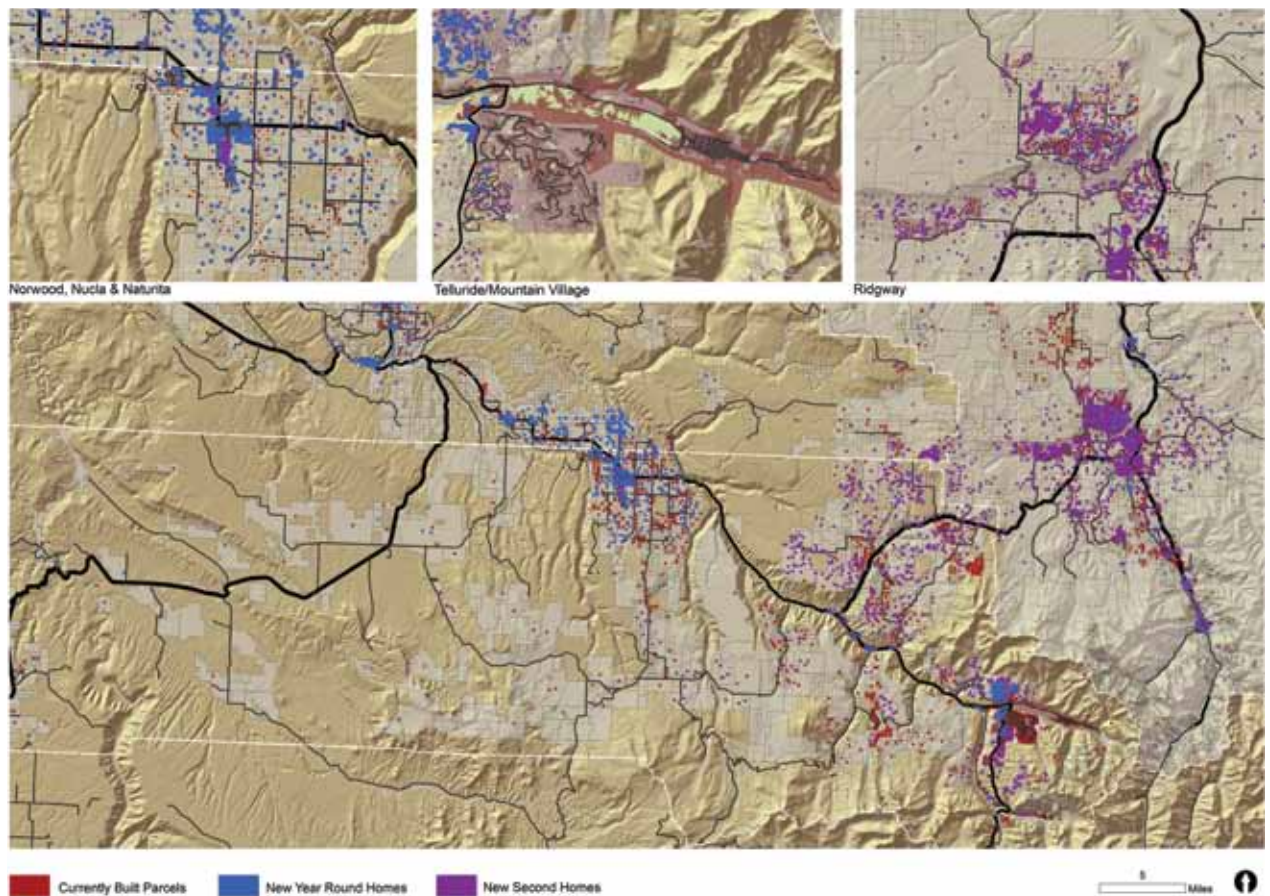 Norwood, Nucla & Naturita
Telluride/Mountain Village
Ridgway
Currently Built Parcels
New Year Round Homes
New Second Homes
5
Miles